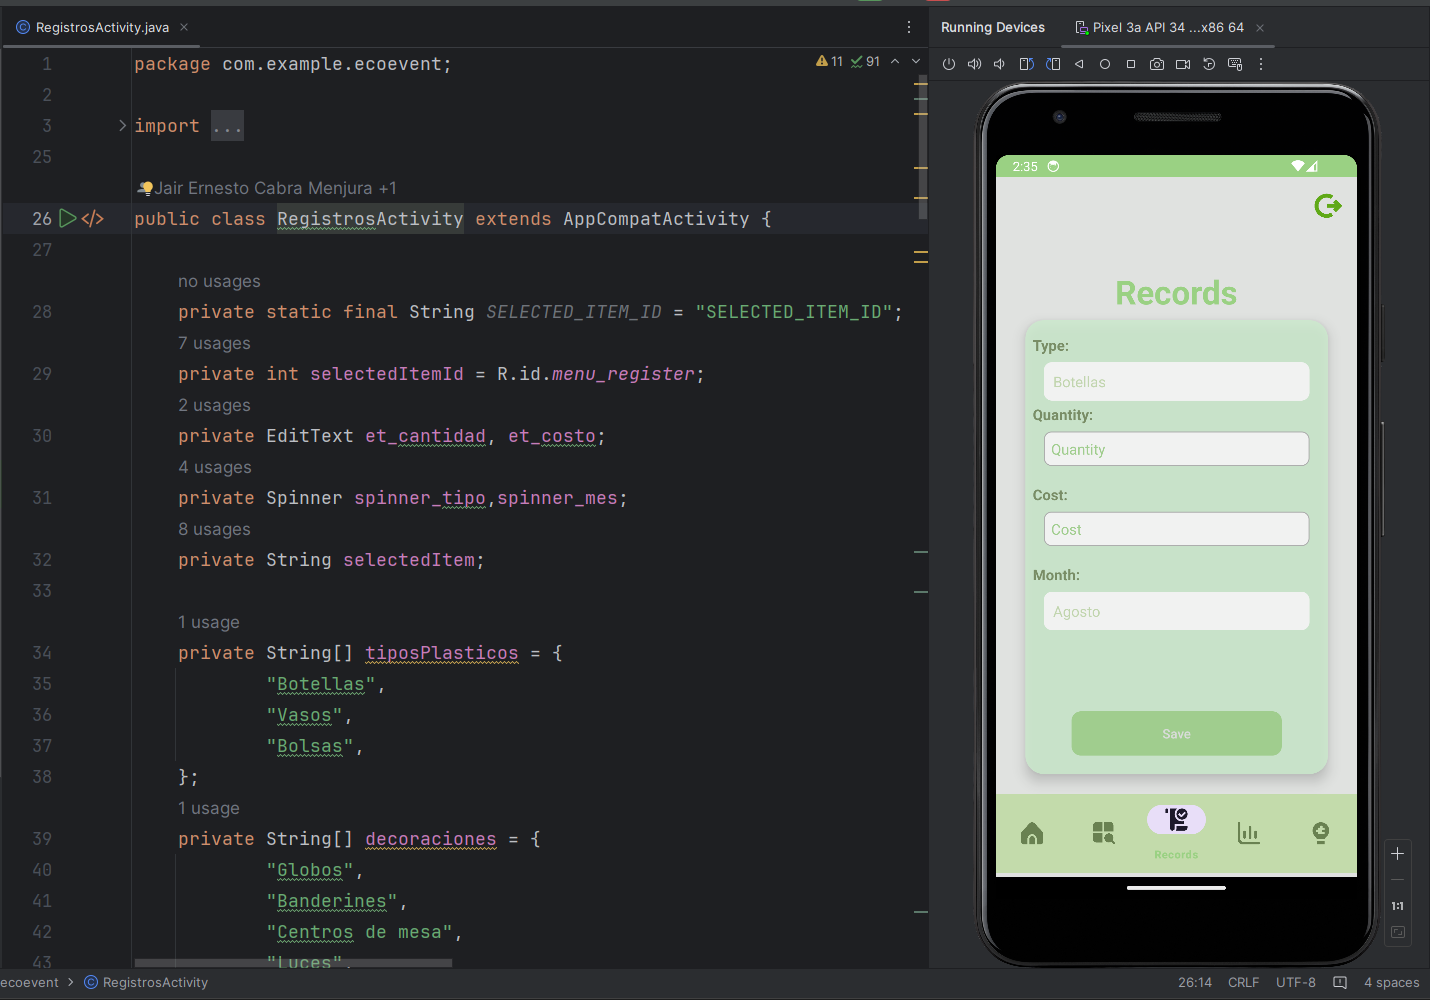 RegistrosActivity.java
Running Devices
Pixel 3a API 34 ...x86 64
1 package com.example.ecoevent;
11 91
2
3 import ...
25
Jair Ernesto Cabra Menjura +1
26 public class RegistrosActivity extends AppCompatActivity {
27
no usages
28 private static final String SELECTED_ITEM_ID = "SELECTED_ITEM_ID";
7 usages
29 private int selectedItemId = R.id.menu_register;
2 usages
30 private EditText et_cantidad, et_costo;
4 usages
31 private Spinner spinner_tipo,spinner_mes;
8 usages
32 private String selectedItem;
33
1 usage
34 private String[] tiposPlasticos = {
35 "Botellas",
36 "Vasos",
37 "Bolsas",
38 };
1 usage
39 private String[] decoraciones = {
40 "Globos",
41 "Banderines",
42 "Centros de mesa",
43 "Luces",
2:35
Records
Type:
Botellas
Quantity:
Quantity
Cost:
Cost
Month:
Agosto
Save
Records
1:1
ecoevent > RegistrosActivity
26:14 CRLF UTF-8 4 spaces